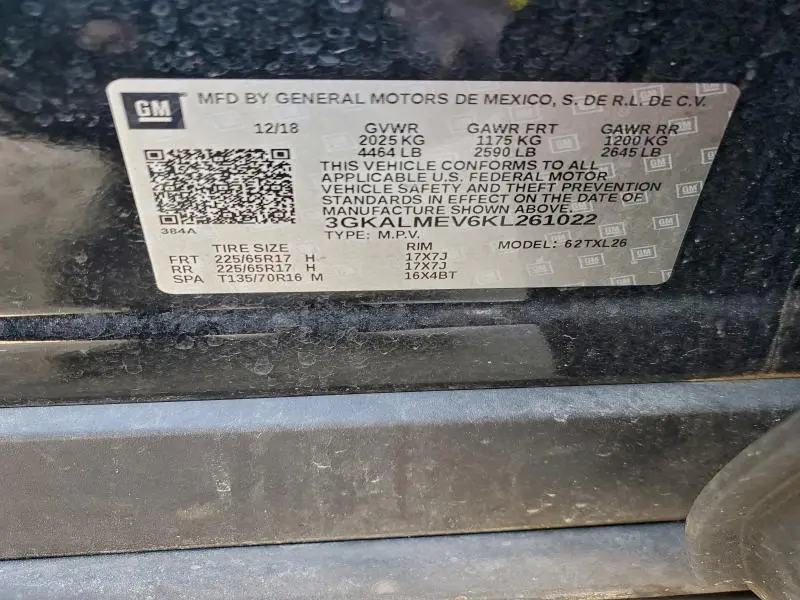 GM MFD BY GENERAL MOTORS DE MEXICO, S. DE R.L. DE C.V.
12/18 GVWR GAWR FRT GAWR RR
2025 KG 1175 KG 1200 KG
4464 LB 2590 LB 2645 LB
THIS VEHICLE CONFORMS TO ALL
APPLICABLE U.S. FEDERAL MOTOR
VEHICLE SAFETY AND THEFT PREVENTION
STANDARDS IN EFFECT ON THE DATE OF
MANUFACTURE SHOWN ABOVE.
384A 3GKALMEV6KL261022
TYPE: M.P.V. MODEL: 62TXL26
TIRE SIZE RIM
FRT 225/65R17 H 17X7J
RR 225/65R17 H 17X7J
SPA T135/70R16 M 16X4BT